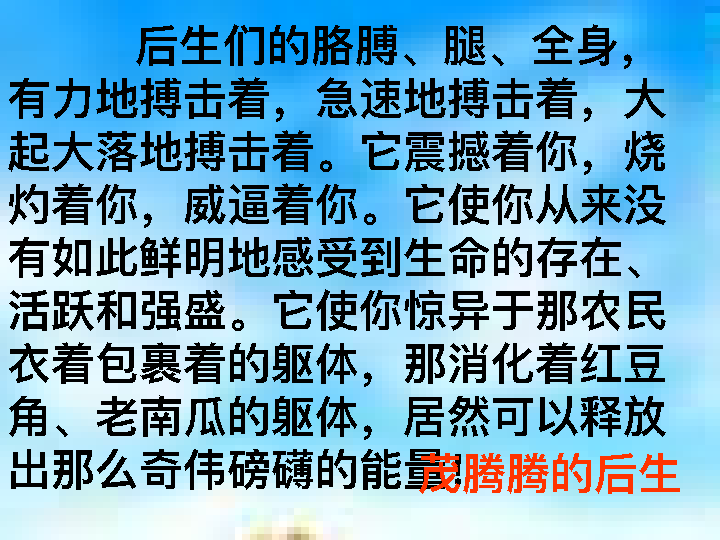 后生们的胳膊、腿、全身，
有力地搏击着，急速地搏击着，大
起大落地搏击着。它震撼着你，烧
灼着你，威逼着你。它使你从来没
有如此鲜明地感受到生命的存在、
活跃和强盛。它使你惊异于那农民
衣着包裹着的躯体，那消化着红豆
角、老南瓜的躯体，居然可以释放
出那么奇伟磅礴的能量!
茂腾腾的后生